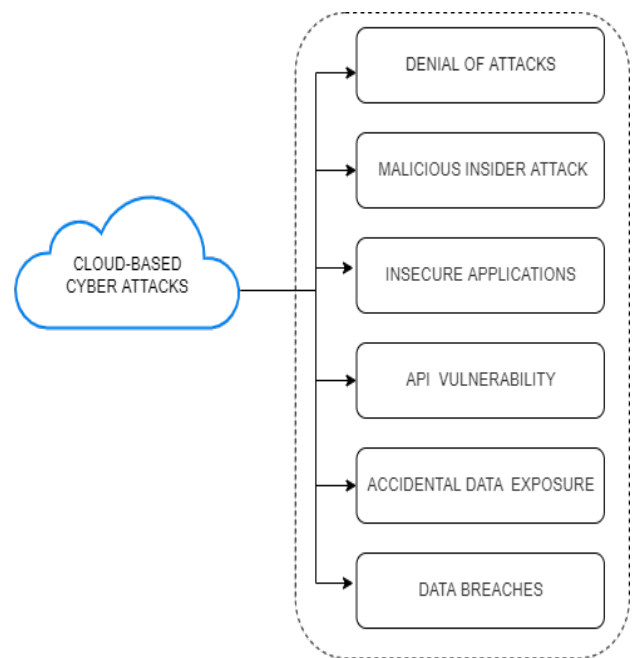 DENIAL OF ATTACKS
MALICIOUS INSIDER ATTACK
CLOUD-BASED
CYBER ATTACKS
INSECURE APPLICATIONS
API VULNERABILITY
ACCIDENTAL DATA EXPOSURE
DATA BREACHES